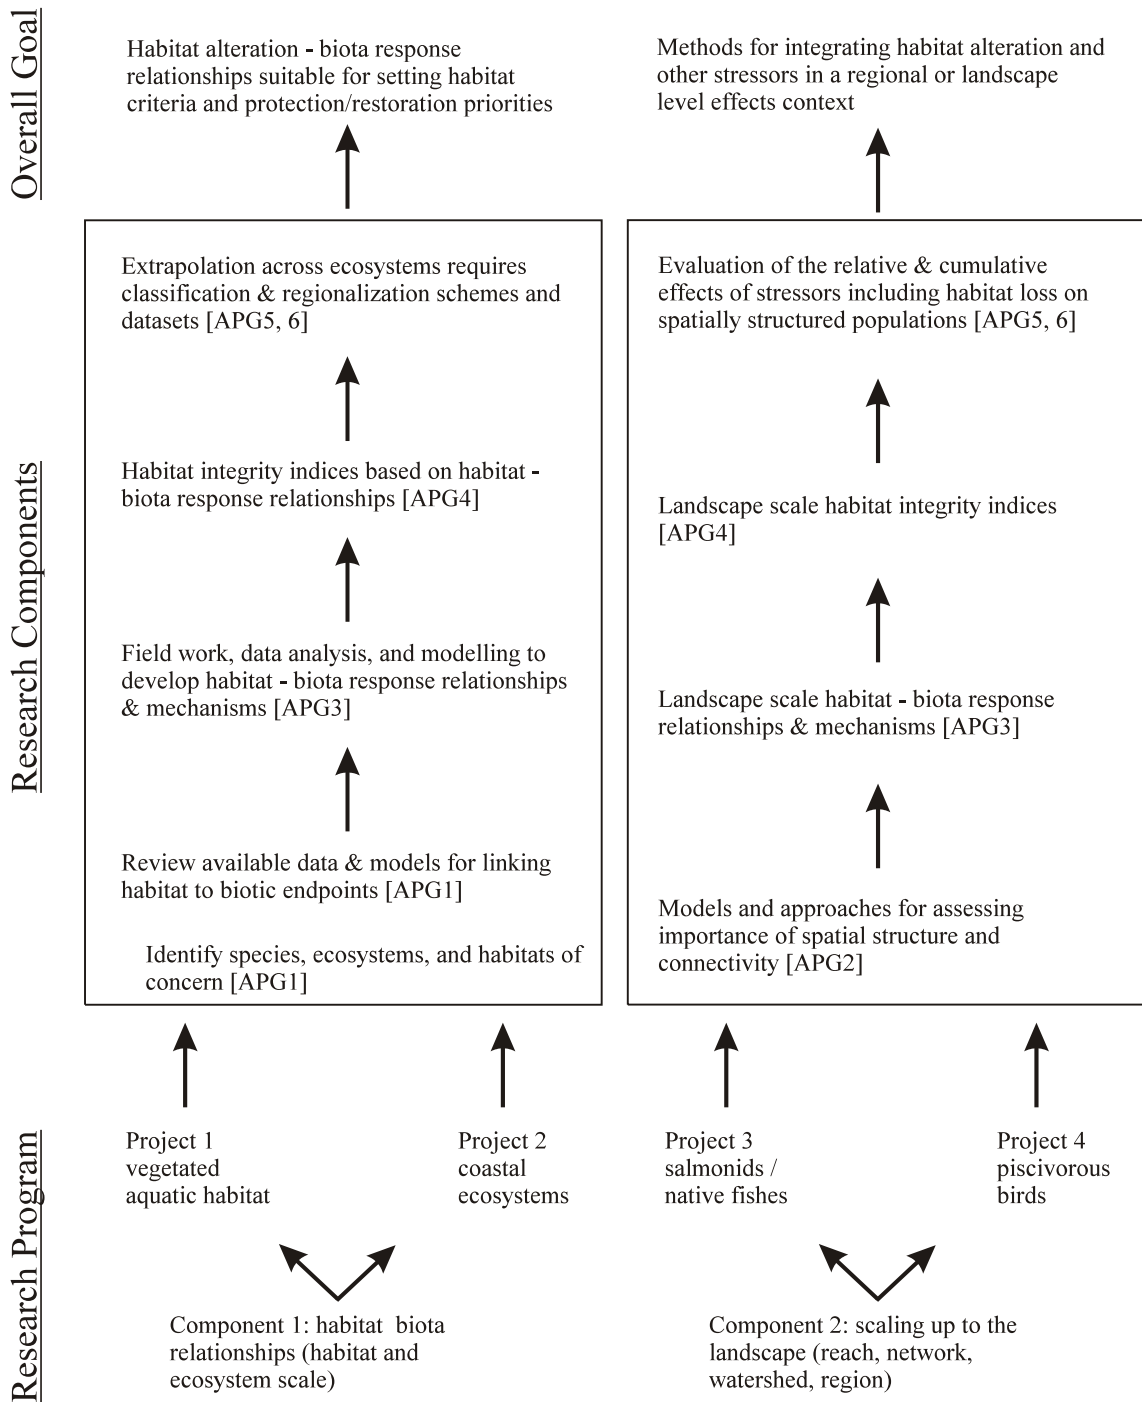 Overall Goal
Habitat alteration - biota response
relationships suitable for setting habitat
criteria and protection/restoration priorities
Methods for integrating habitat alteration and
other stressors in a regional or landscape
level effects context
Research Components
Extrapolation across ecosystems requires
classification & regionalization schemes and
datasets [APG5, 6]
Habitat integrity indices based on habitat -
biota response relationships [APG4]
Field work, data analysis, and modelling to
develop habitat - biota response relationships
& mechanisms [APG3]
Review available data & models for linking
habitat to biotic endpoints [APG1]
Identify species, ecosystems, and habitats of
concern [APG1]
Evaluation of the relative & cumulative
effects of stressors including habitat loss on
spatially structured populations [APG5, 6]
Landscape scale habitat integrity indices
[APG4]
Landscape scale habitat - biota response
relationships & mechanisms [APG3]
Models and approaches for assessing
importance of spatial structure and
connectivity [APG2]
Research Program
Project 1
vegetated
aquatic habitat
Project 2
coastal
ecosystems
Project 3
salmonids /
native fishes
Project 4
piscivorous
birds
Component 1: habitat biota
relationships (habitat and
ecosystem scale)
Component 2: scaling up to the
landscape (reach, network,
watershed, region)